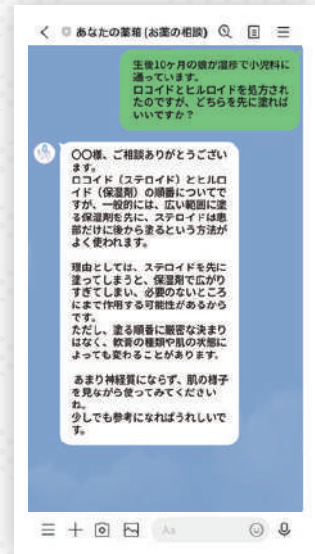 あなたの薬箱 (お薬の相談)
生後10ヶ月の娘が湿疹で小児科に
通っています。
ロコイドとヒルロイドを処方され
たのですが、どちらを先に塗れば
いいですか？
〇〇様、ご相談ありがとうござい
ます。
ロコイド（ステロイド）とヒルロ
イド（保湿剤）の順番についてで
すが、一般的には、広い範囲に塗
る保湿剤を先に、ステロイドは患
部だけに後から塗るという方法が
よく使われます。
理由としては、ステロイドを先に
塗ってしまうと、保湿剤で広がり
すぎてしまい、必要のないところ
にまで作用する可能性があるから
です。
ただし、塗る順番に厳密な決まり
はなく、軟膏の種類や肌の状態に
よっても変わることがあります。
あまり神経質にならず、肌の様子
を見ながら使ってみてください
ね。
少しでも参考になればうれしいで
す。
Aa